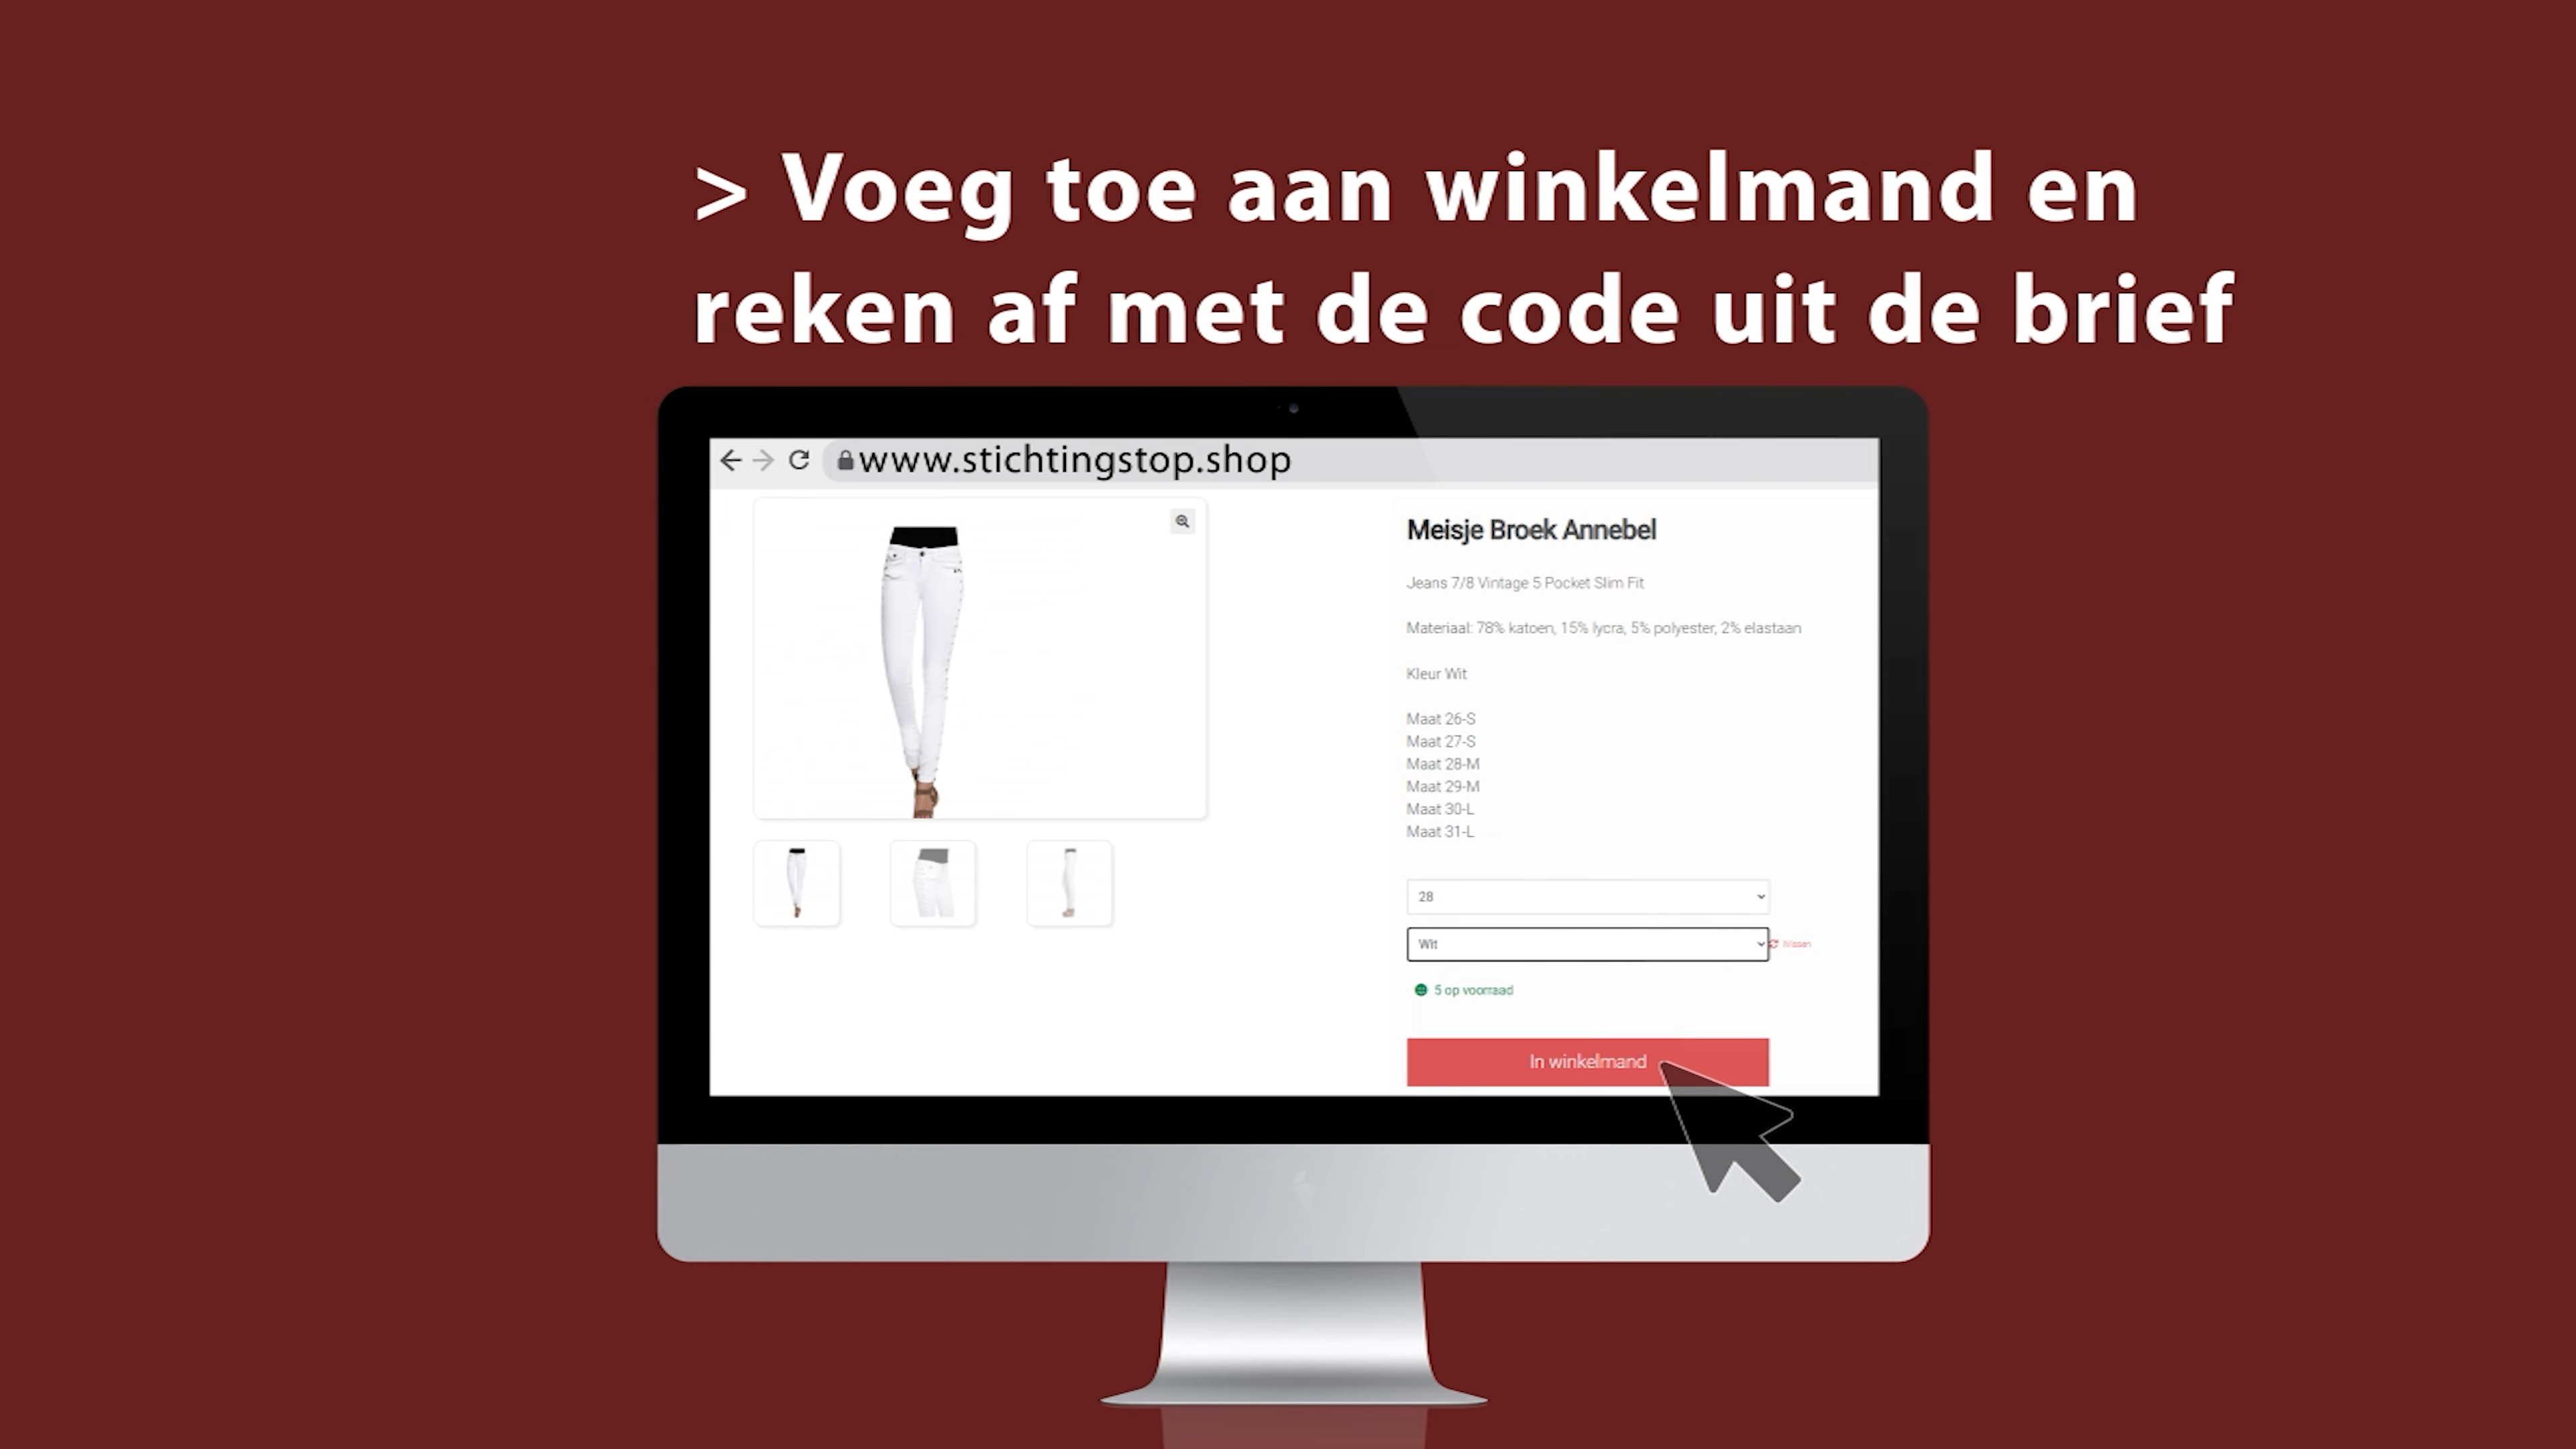 > Voeg toe aan winkelmand en
reken af met de code uit de brief
www.stichtingstop.shop
Meisje Broek Annebel
Jeans 7/8 Vintage 5 Pocket Slim Fit
Materiaal: 78% katoen, 15% lycra, 5% polyester, 2% elastaan
Kleur Wit
Maat 26-S
Maat 27-S
Maat 28-M
Maat 29-M
Maat 30-L
Maat 31-L
28
Wit
Wissen
5 op voorraad
In winkelmand